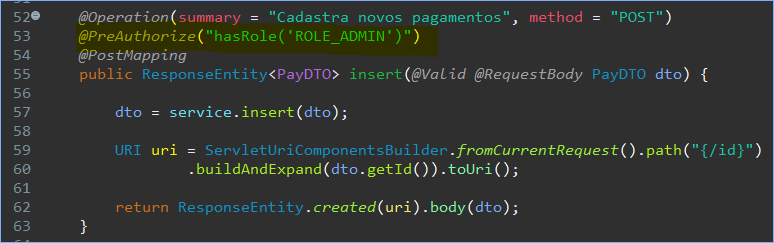 52 @Operation(summary = "Cadastra novos pagamentos", method = "POST")
53 @PreAuthorize("hasRole('ROLE_ADMIN')")
54 @PostMapping
55 public ResponseEntity<PayDTO> insert(@Valid @RequestBody PayDTO dto) {
56
57 dto = service.insert(dto);
58
59 URI uri = ServletUriComponentsBuilder.fromCurrentRequest().path("{/id}")
60 .buildAndExpand(dto.getId()).toUri();
61
62 return ResponseEntity.created(uri).body(dto);
63 }